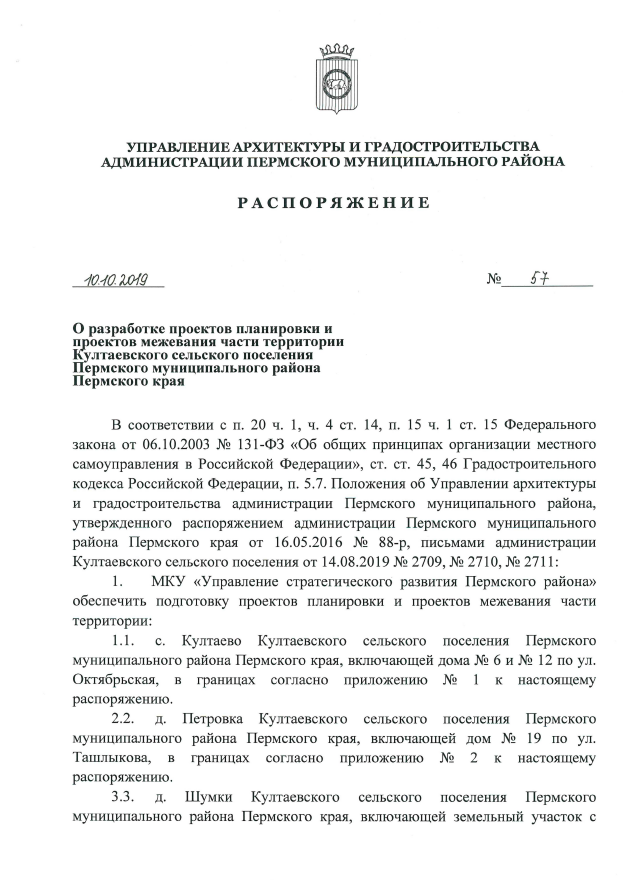 УПРАВЛЕНИЕ АРХИТЕКТУРЫ И ГРАДОСТРОИТЕЛЬСТВА
АДМИНИСТРАЦИИ ПЕРМСКОГО МУНИЦИПАЛЬНОГО РАЙОНА
РАСПОРЯЖЕНИЕ
10.10.2019 № 57
О разработке проектов планировки и
проектов межевания части территории
Култаевского сельского поселения
Пермского муниципального района
Пермского края
В соответствии с п. 20 ч. 1, ч. 4 ст. 14, п. 15 ч. 1 ст. 15 Федерального
закона от 06.10.2003 № 131-ФЗ «Об общих принципах организации местного
самоуправления в Российской Федерации», ст. ст. 45, 46 Градостроительного
кодекса Российской Федерации, п. 5.7. Положения об Управлении архитектуры
и градостроительства администрации Пермского муниципального района,
утвержденного распоряжением администрации Пермского муниципального
района Пермского края от 16.05.2016 № 88-р, письмами администрации
Култаевского сельского поселения от 14.08.2019 № 2709, № 2710, № 2711:
1. МКУ «Управление стратегического развития Пермского района»
обеспечить подготовку проектов планировки и проектов межевания части
территории:
1.1. с. Култаево Култаевского сельского поселения Пермского
муниципального района Пермского края, включающей дома № 6 и № 12 по ул.
Октябрьская, в границах согласно приложению № 1 к настоящему
распоряжению.
2.2. д. Петровка Култаевского сельского поселения Пермского
муниципального района Пермского края, включающей дом № 19 по ул.
Ташлыкова, в границах согласно приложению № 2 к настоящему
распоряжению.
3.3. д. Шумки Култаевского сельского поселения Пермского
муниципального района Пермского края, включающей земельный участок с